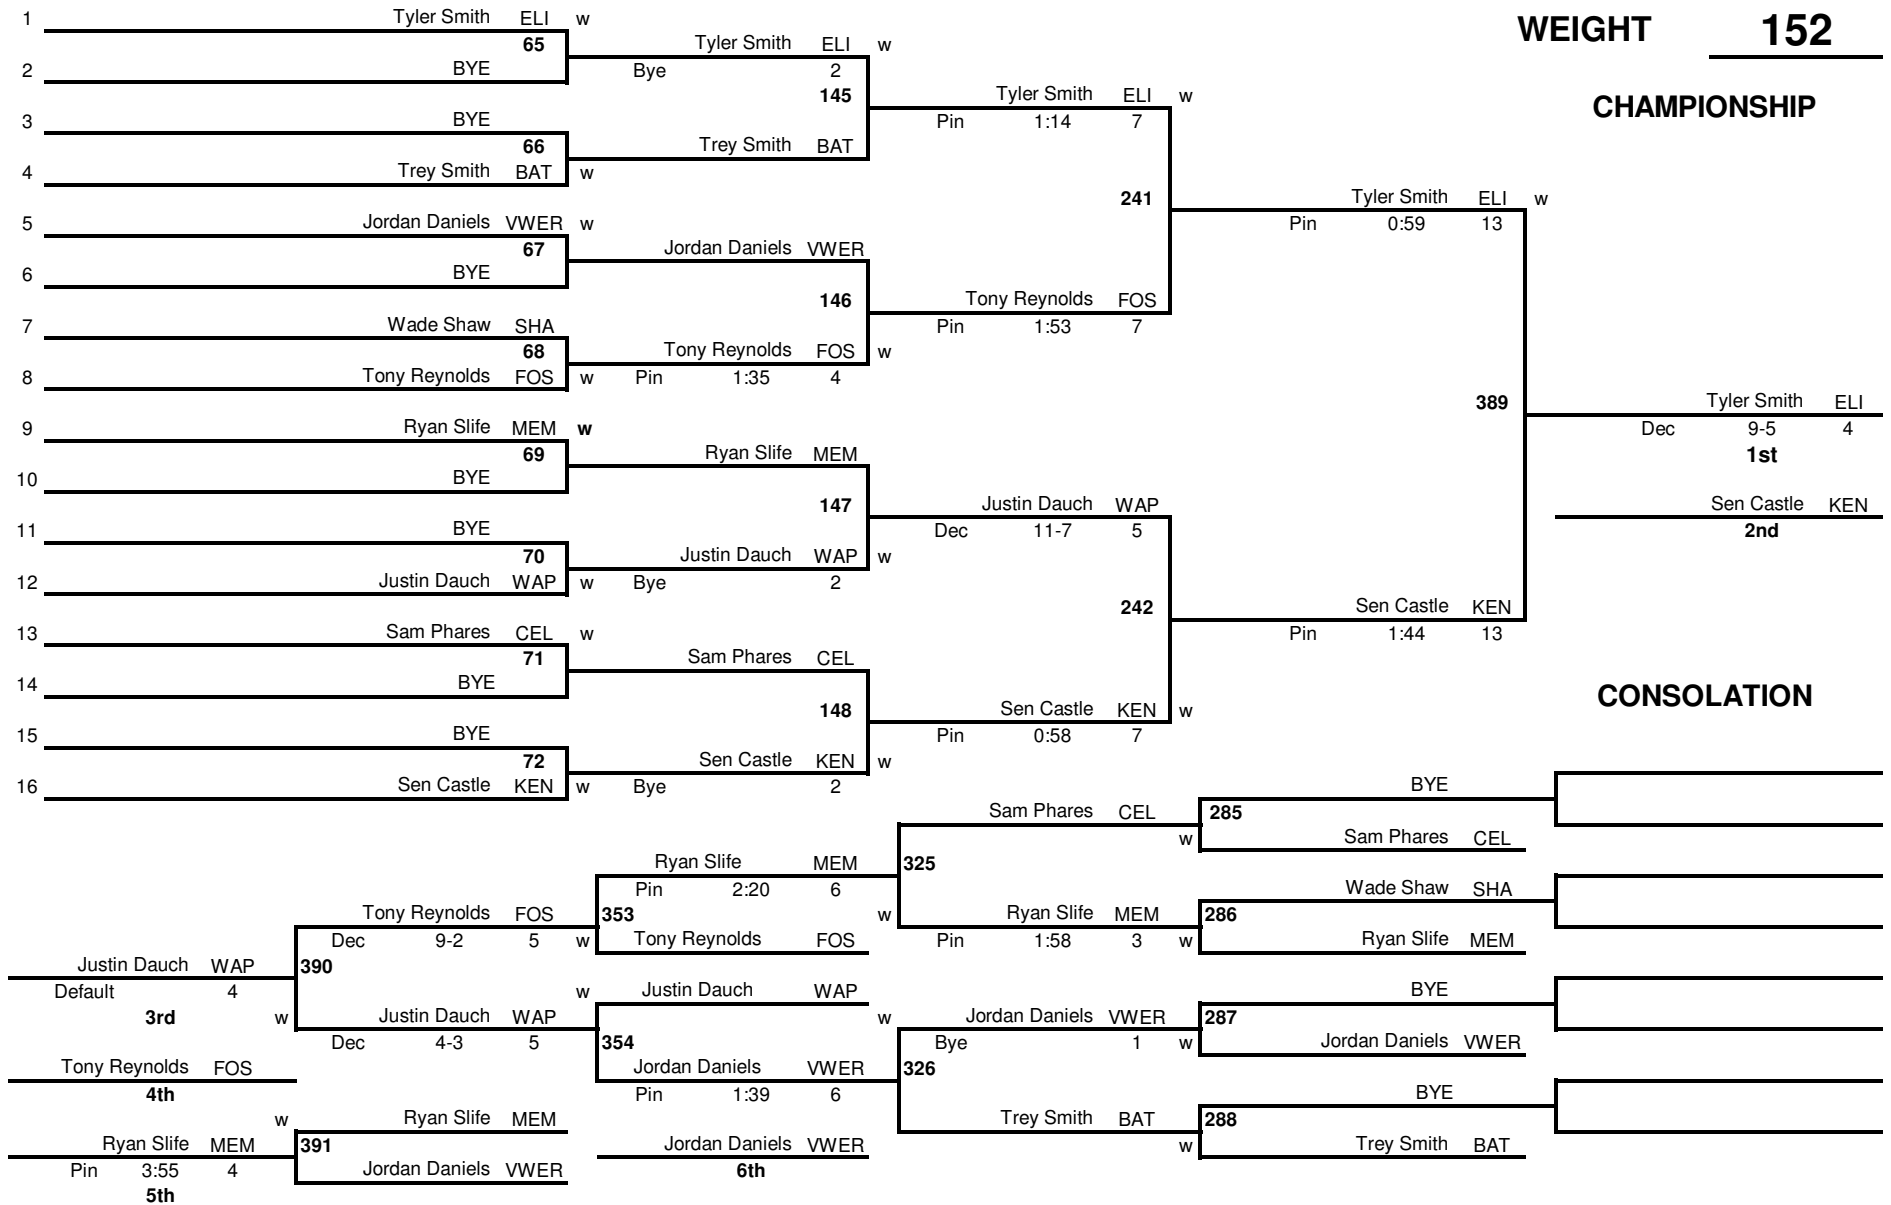 WEIGHT 152
CHAMPIONSHIP
1 Tyler Smith ELI w
65
2 BYE
Tyler Smith ELI w
Bye 2
145
3 BYE
66
4 Trey Smith BAT w
Trey Smith BAT
Tyler Smith ELI w
Pin 1:14 7
241
5 Jordan Daniels VWER w
67
6 BYE
Jordan Daniels VWER
146
7 Wade Shaw SHA
68
8 Tony Reynolds FOS w
Tony Reynolds FOS w
Pin 1:35 4
Tony Reynolds FOS
Pin 1:53 7
Tyler Smith ELI w
Pin 0:59 13
389
9 Ryan Slife MEM w
69
10 BYE
Ryan Slife MEM
147
11 BYE
70
12 Justin Dauch WAP w
Justin Dauch WAP w
Bye 2
Justin Dauch WAP
Dec 11-7 5
242
13 Sam Phares CEL w
71
14 BYE
Sam Phares CEL
148
15 BYE
72
16 Sen Castle KEN w
Sen Castle KEN w
Bye 2
Sen Castle KEN w
Pin 0:58 7
Sen Castle KEN
Pin 1:44 13
Tyler Smith ELI
Dec 9-5 4
1st
Sen Castle KEN
2nd
CONSOLATION
BYE
285
w Sam Phares CEL
Wade Shaw SHA
286
w Ryan Slife MEM
BYE
287
w Jordan Daniels VWER
BYE
288
w Trey Smith BAT
Sam Phares CEL
325
w Ryan Slife MEM
Pin 1:58 3
w Jordan Daniels VWER
Bye 1
326
Trey Smith BAT
Ryan Slife MEM
Pin 2:20 6
353
w Tony Reynolds FOS
w Justin Dauch WAP
354
Jordan Daniels VWER
Pin 1:39 6
Tony Reynolds FOS
Dec 9-2 5
390
w Justin Dauch WAP
Dec 4-3 5
Justin Dauch WAP
Default 4
3rd
Tony Reynolds FOS
4th
w Ryan Slife MEM
391
Jordan Daniels VWER
Ryan Slife MEM
Pin 3:55 4
5th
Jordan Daniels VWER
6th